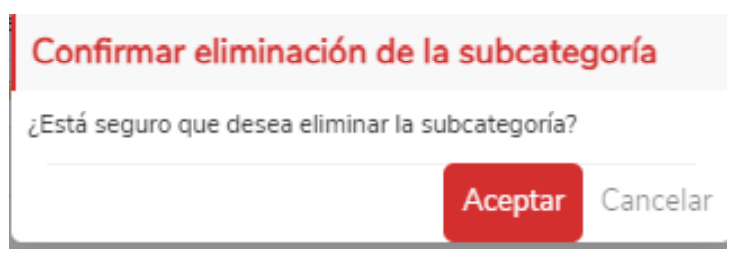 Confirmar eliminación de la subcategoría
¿Está seguro que desea eliminar la subcategoría?
Aceptar Cancelar